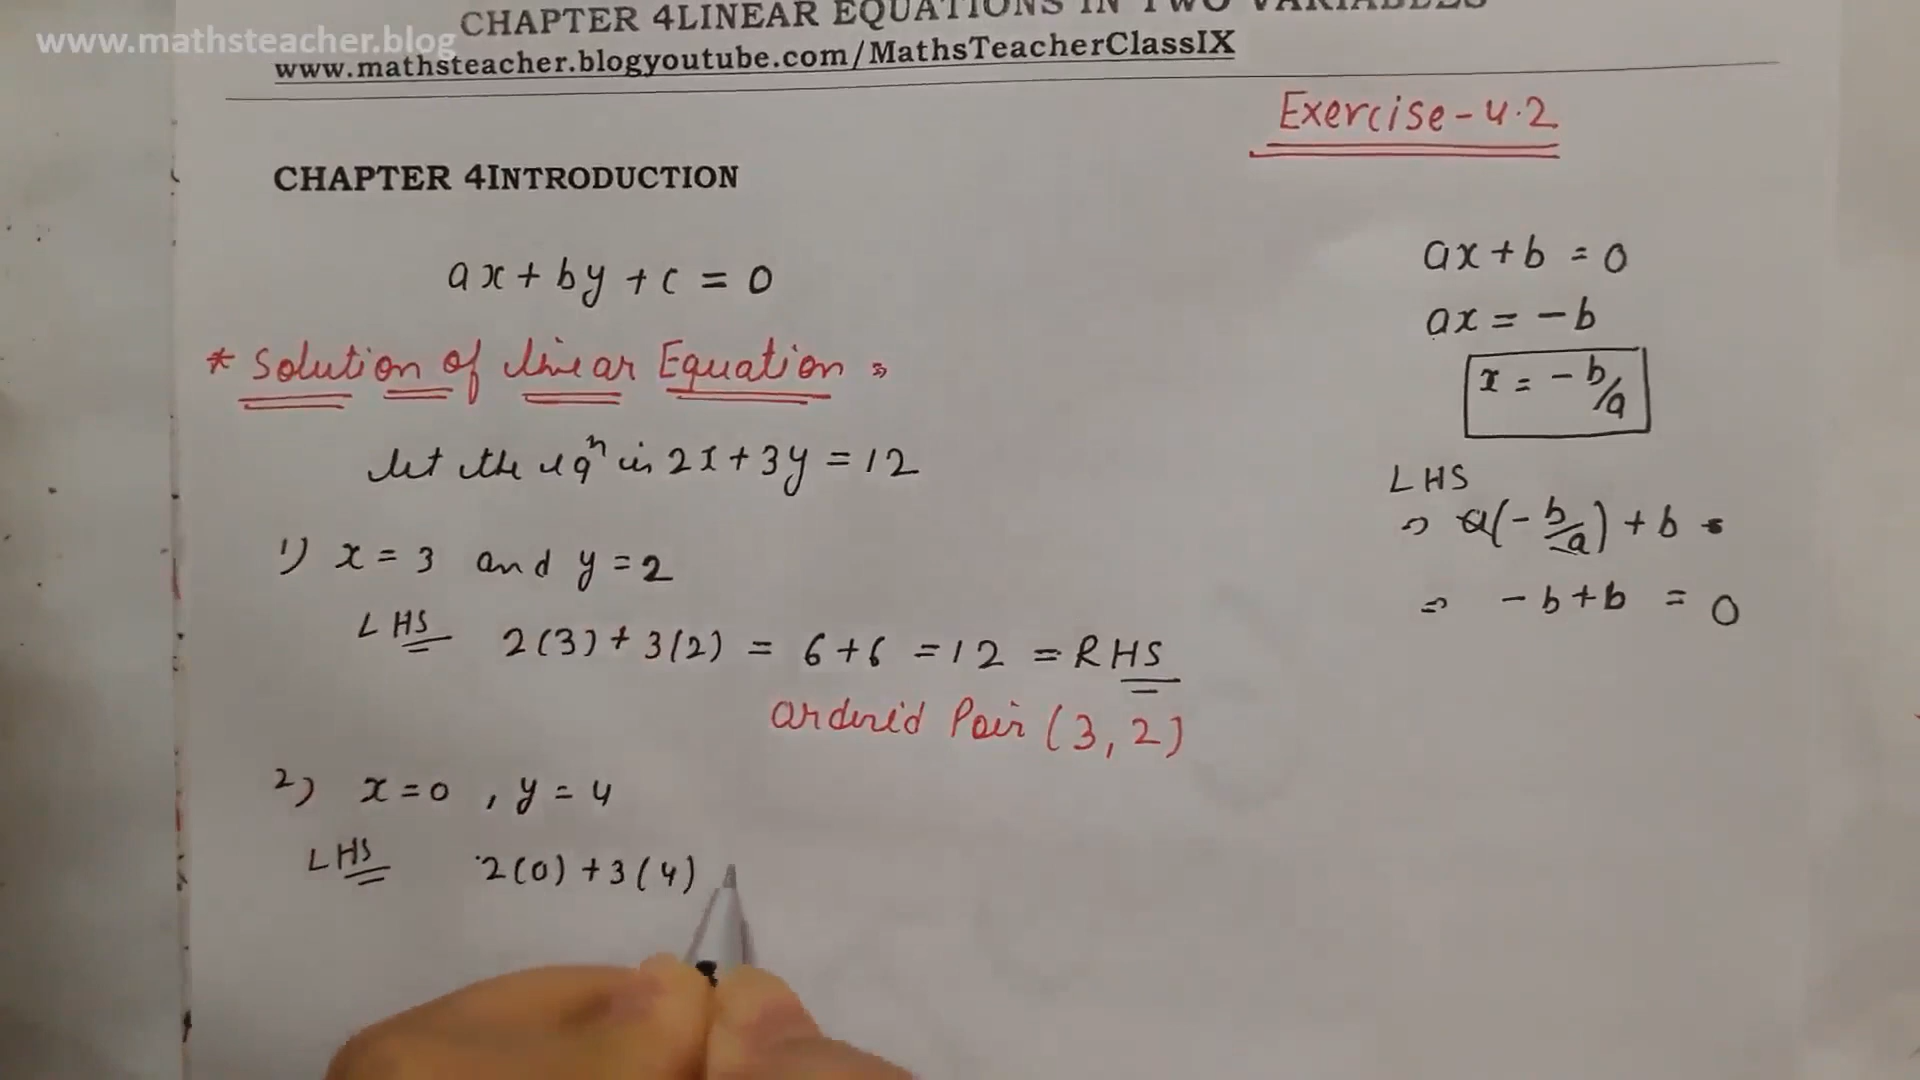 www.mathsteacher.blog
CHAPTER 4LINEAR EQUATIONS IN TWO VARIABLES
www.mathsteacher.blogyoutube.com/MathsTeacherClassIX
Exercise-4.2
CHAPTER 4INTRODUCTION
ax+by+c=0
* Solution of linear Equation
let the eqⁿ is 2x+3y=12
1) x=3 and y=2
LHS 2(3)+3(2) = 6+6 =12 =RHS
ordered Pair (3,2)
2) x=0, y=4
LHS 2(0)+3(4)
ax+b=0
ax=-b
x=-b/a
LHS
⇒ a(-b/a)+b
⇒ -b+b = 0